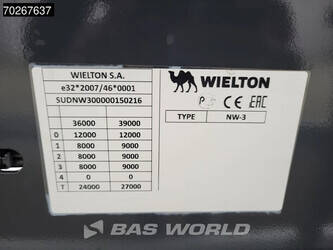 70267637
WIELTON S.A.
e32*2007/46*0001
SUDNW300000150216
36000 39000
0 12000 12000
1 8000 9000
2 8000 9000
3 8000 9000
4 0 0
T 24000 27000
WIELTON
CE EAC
TYPE NW-3
BAS WORLD